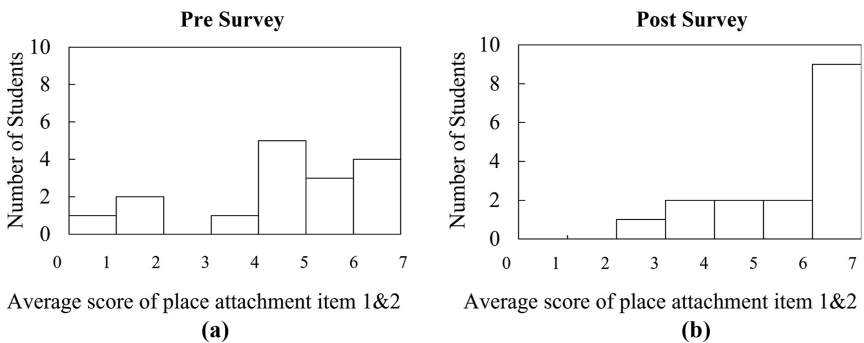 Pre Survey
10
8
6
4
2
0
Number of Students
0 1 2 3 4 5 6 7
Average score of place attachment item 1&2
(a)
Post Survey
10
8
6
4
2
0
Number of Students
0 1 2 3 4 5 6 7
Average score of place attachment item 1&2
(b)